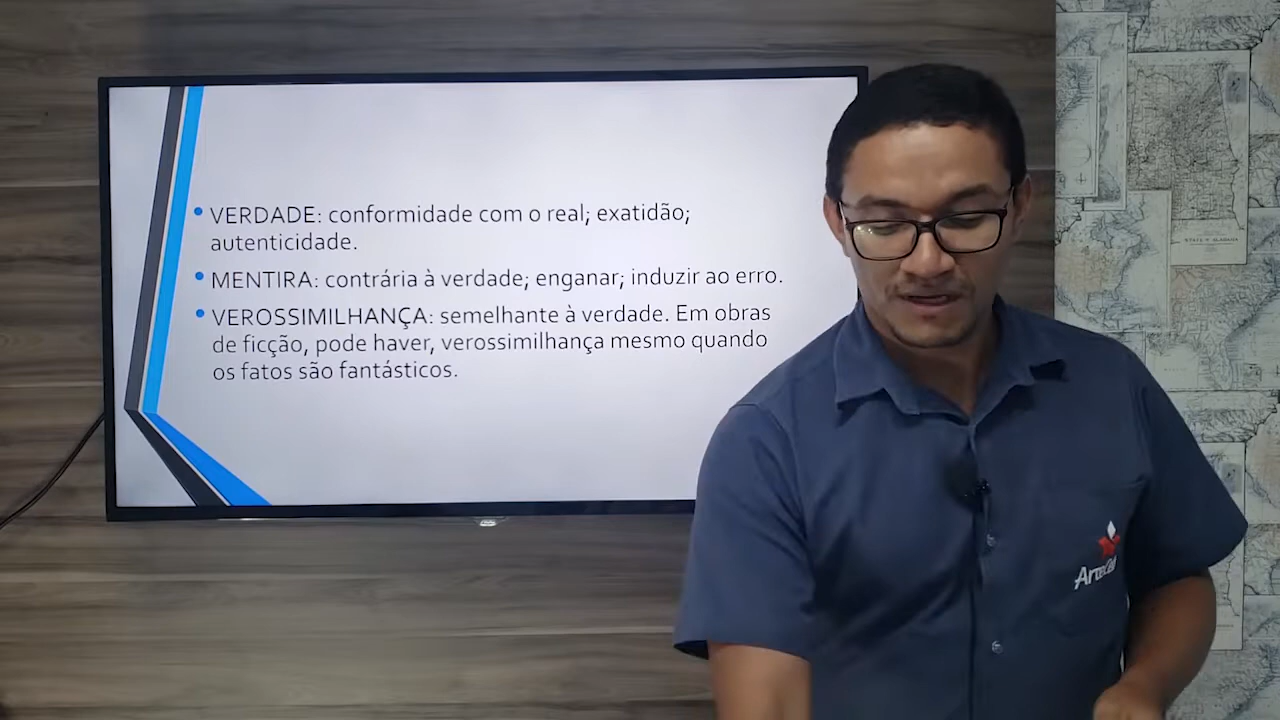 • VERDADE: conformidade com o real; exatidão;
autenticidade.
• MENTIRA: contrária à verdade; enganar; induzir ao erro.
• VEROSSIMILHANÇA: semelhante à verdade. Em obras
de ficção, pode haver, verossimilhança mesmo quando
os fatos são fantásticos.